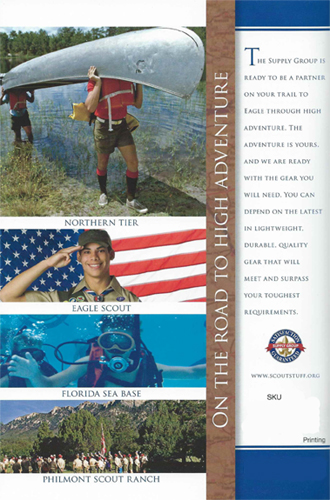 NORTHERN TIER
EAGLE SCOUT
FLORIDA SEA BASE
PHILMONT SCOUT RANCH
ON THE ROAD TO HIGH ADVENTURE
THE SUPPLY GROUP IS
READY TO BE A PARTNER
ON YOUR TRAIL TO
EAGLE THROUGH HIGH
ADVENTURE. THE
ADVENTURE IS YOURS,
AND WE ARE READY
WITH THE GEAR YOU
WILL NEED. YOU CAN
DEPEND ON THE LATEST
IN LIGHTWEIGHT,
DURABLE, QUALITY
GEAR THAT WILL
MEET AND SURPASS
YOUR TOUGHEST
REQUIREMENTS.
SATISFACTION
SUPPLY GROUP
GUARANTEED
WWW.SCOUTSTUFF.ORG
SKU
Printing